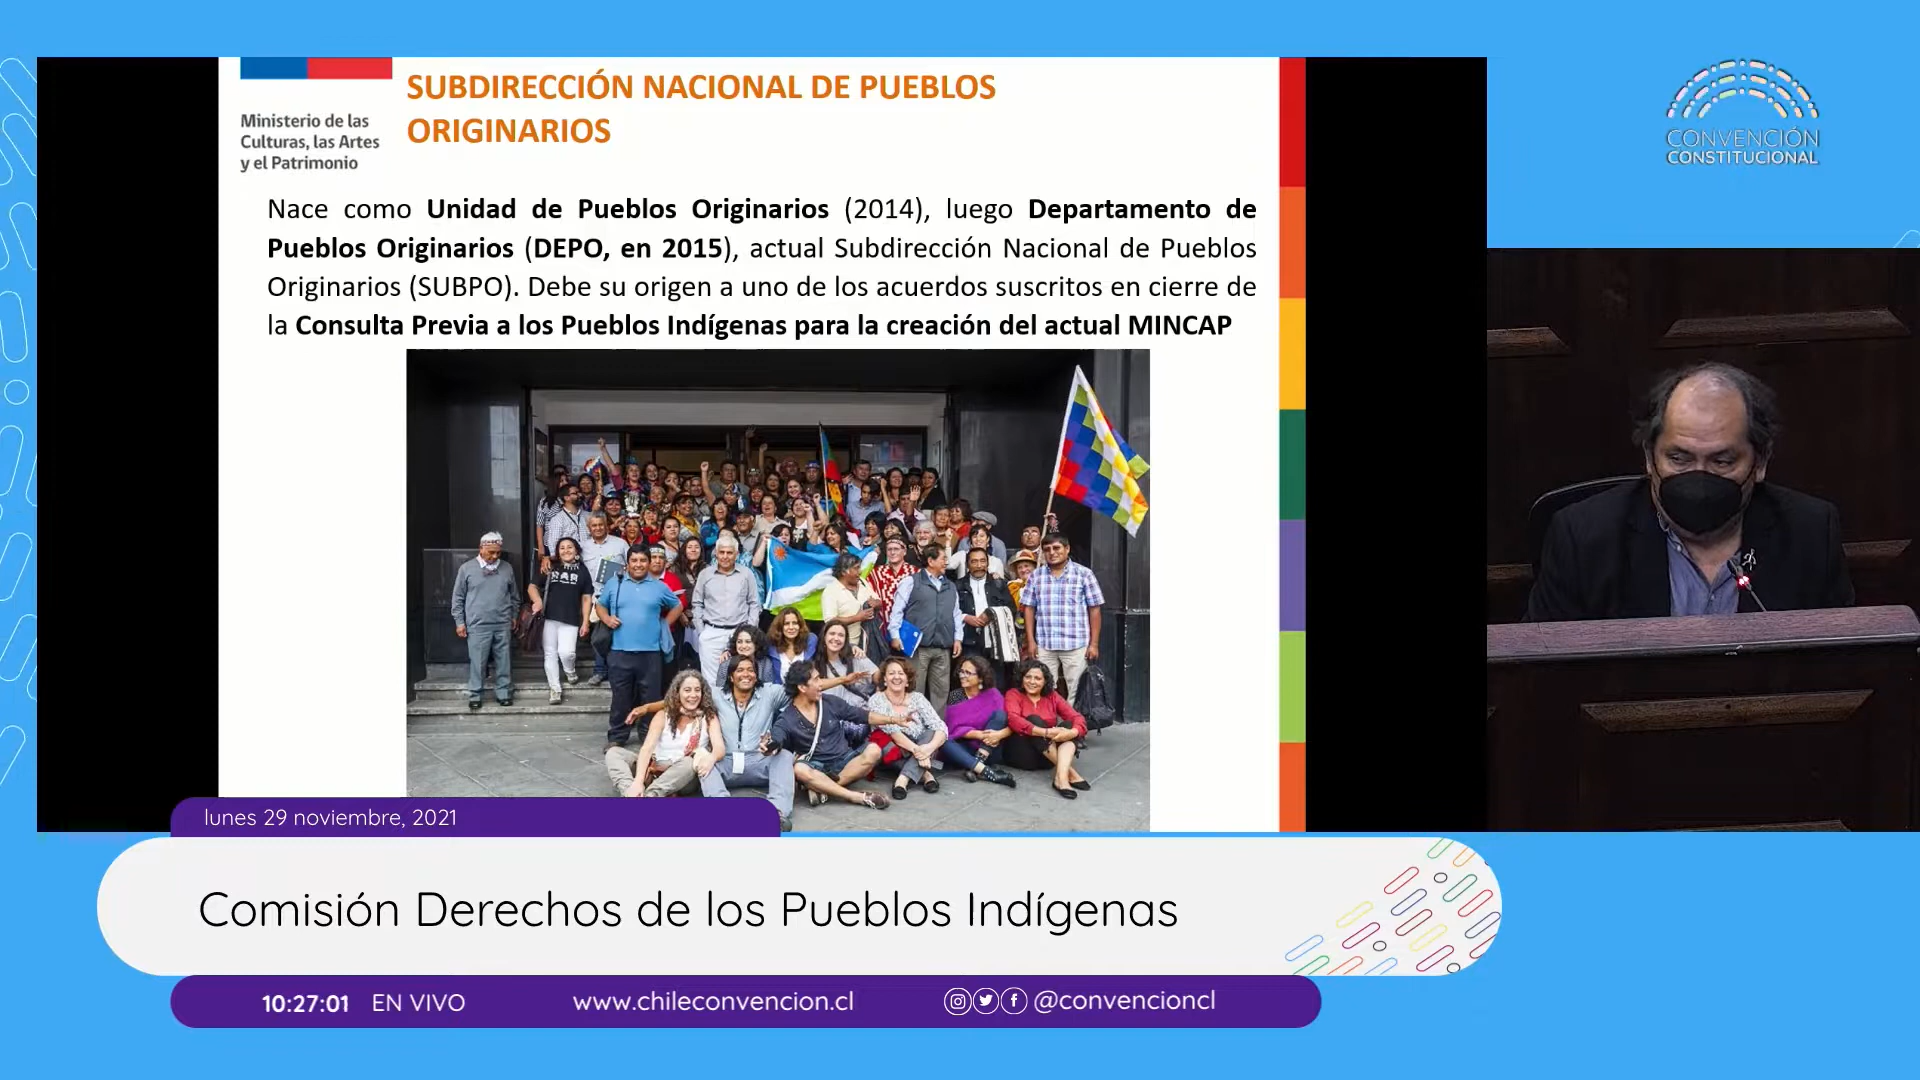 Ministerio de las
Culturas, las Artes
y el Patrimonio
SUBDIRECCIÓN NACIONAL DE PUEBLOS
ORIGINARIOS
Nace como Unidad de Pueblos Originarios (2014), luego Departamento de
Pueblos Originarios (DEPO, en 2015), actual Subdirección Nacional de Pueblos
Originarios (SUBPO). Debe su origen a uno de los acuerdos suscritos en cierre de
la Consulta Previa a los Pueblos Indígenas para la creación del actual MINCAP
CONVENCIÓN
CONSTITUCIONAL
lunes 29 noviembre, 2021
Comisión Derechos de los Pueblos Indígenas
10:27:01 EN VIVO www.chileconvencion.cl @convencioncl